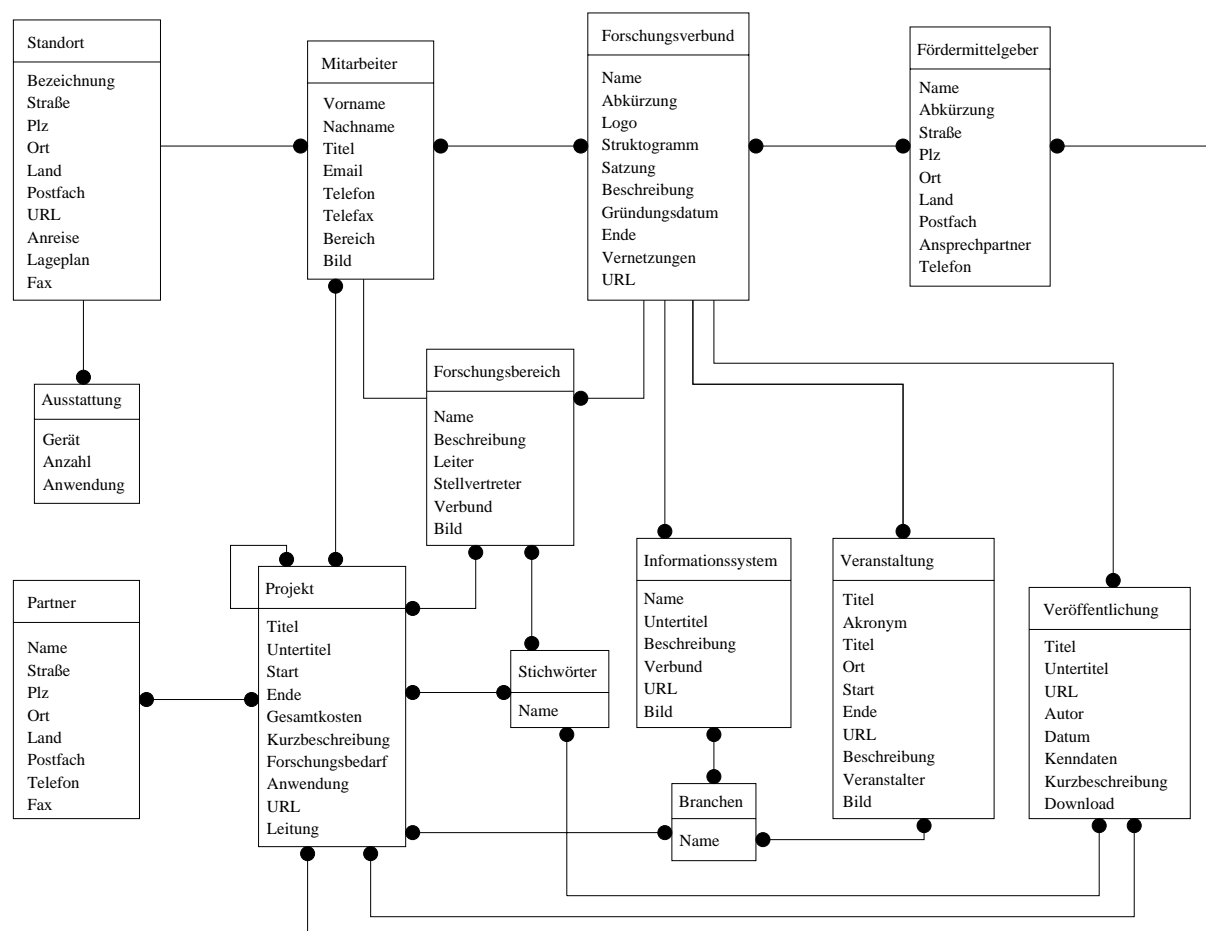 Standort
Bezeichnung
Straße
Plz
Ort
Land
Postfach
URL
Anreise
Lageplan
Fax
Mitarbeiter
Vorname
Nachname
Titel
Email
Telefon
Telefax
Bereich
Bild
Forschungsverbund
Name
Abkürzung
Logo
Struktogramm
Satzung
Beschreibung
Gründungsdatum
Ende
Vernetzungen
URL
Fördermittelgeber
Name
Abkürzung
Straße
Plz
Ort
Land
Postfach
Ansprechpartner
Telefon
Ausstattung
Gerät
Anzahl
Anwendung
Forschungsbereich
Name
Beschreibung
Leiter
Stellvertreter
Verbund
Bild
Partner
Name
Straße
Plz
Ort
Land
Postfach
Telefon
Fax
Projekt
Titel
Untertitel
Start
Ende
Gesamtkosten
Kurzbeschreibung
Forschungsbedarf
Anwendung
URL
Leitung
Stichwörter
Name
Informationssystem
Name
Untertitel
Beschreibung
Verbund
URL
Bild
Branchen
Name
Veranstaltung
Titel
Akronym
Titel
Ort
Start
Ende
URL
Beschreibung
Veranstalter
Bild
Veröffentlichung
Titel
Untertitel
URL
Autor
Datum
Kenndaten
Kurzbeschreibung
Download